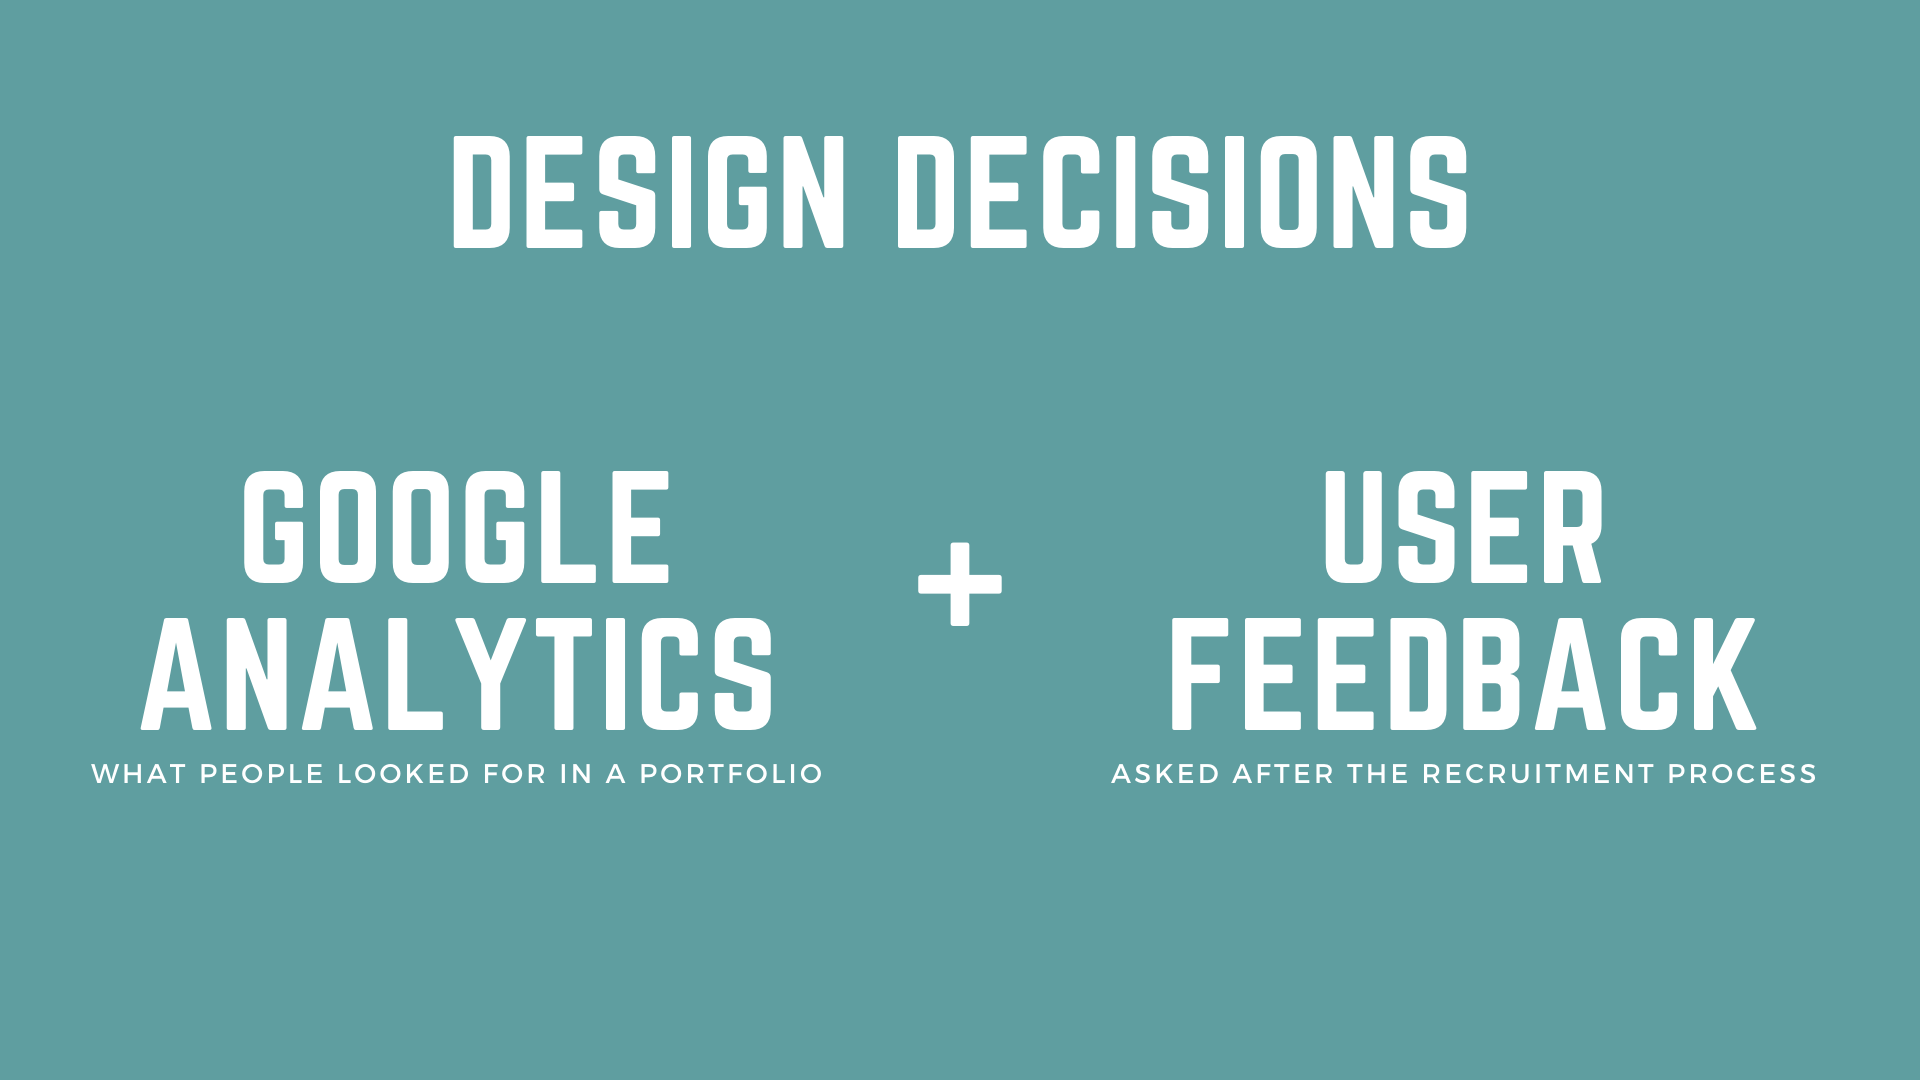 DESIGN DECISIONS
GOOGLE
ANALYTICS
WHAT PEOPLE LOOKED FOR IN A PORTFOLIO
+
USER
FEEDBACK
ASKED AFTER THE RECRUITMENT PROCESS